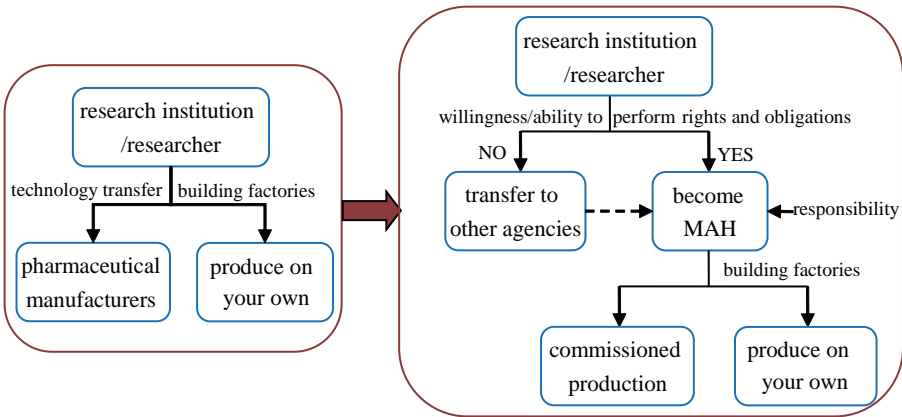 research institution
/researcher
technology transfer
building factories
pharmaceutical
manufacturers
produce on
your own
research institution
/researcher
willingness/ability to
perform rights and obligations
NO
YES
transfer to
other agencies
become
MAH
responsibility
building factories
commissioned
production
produce on
your own